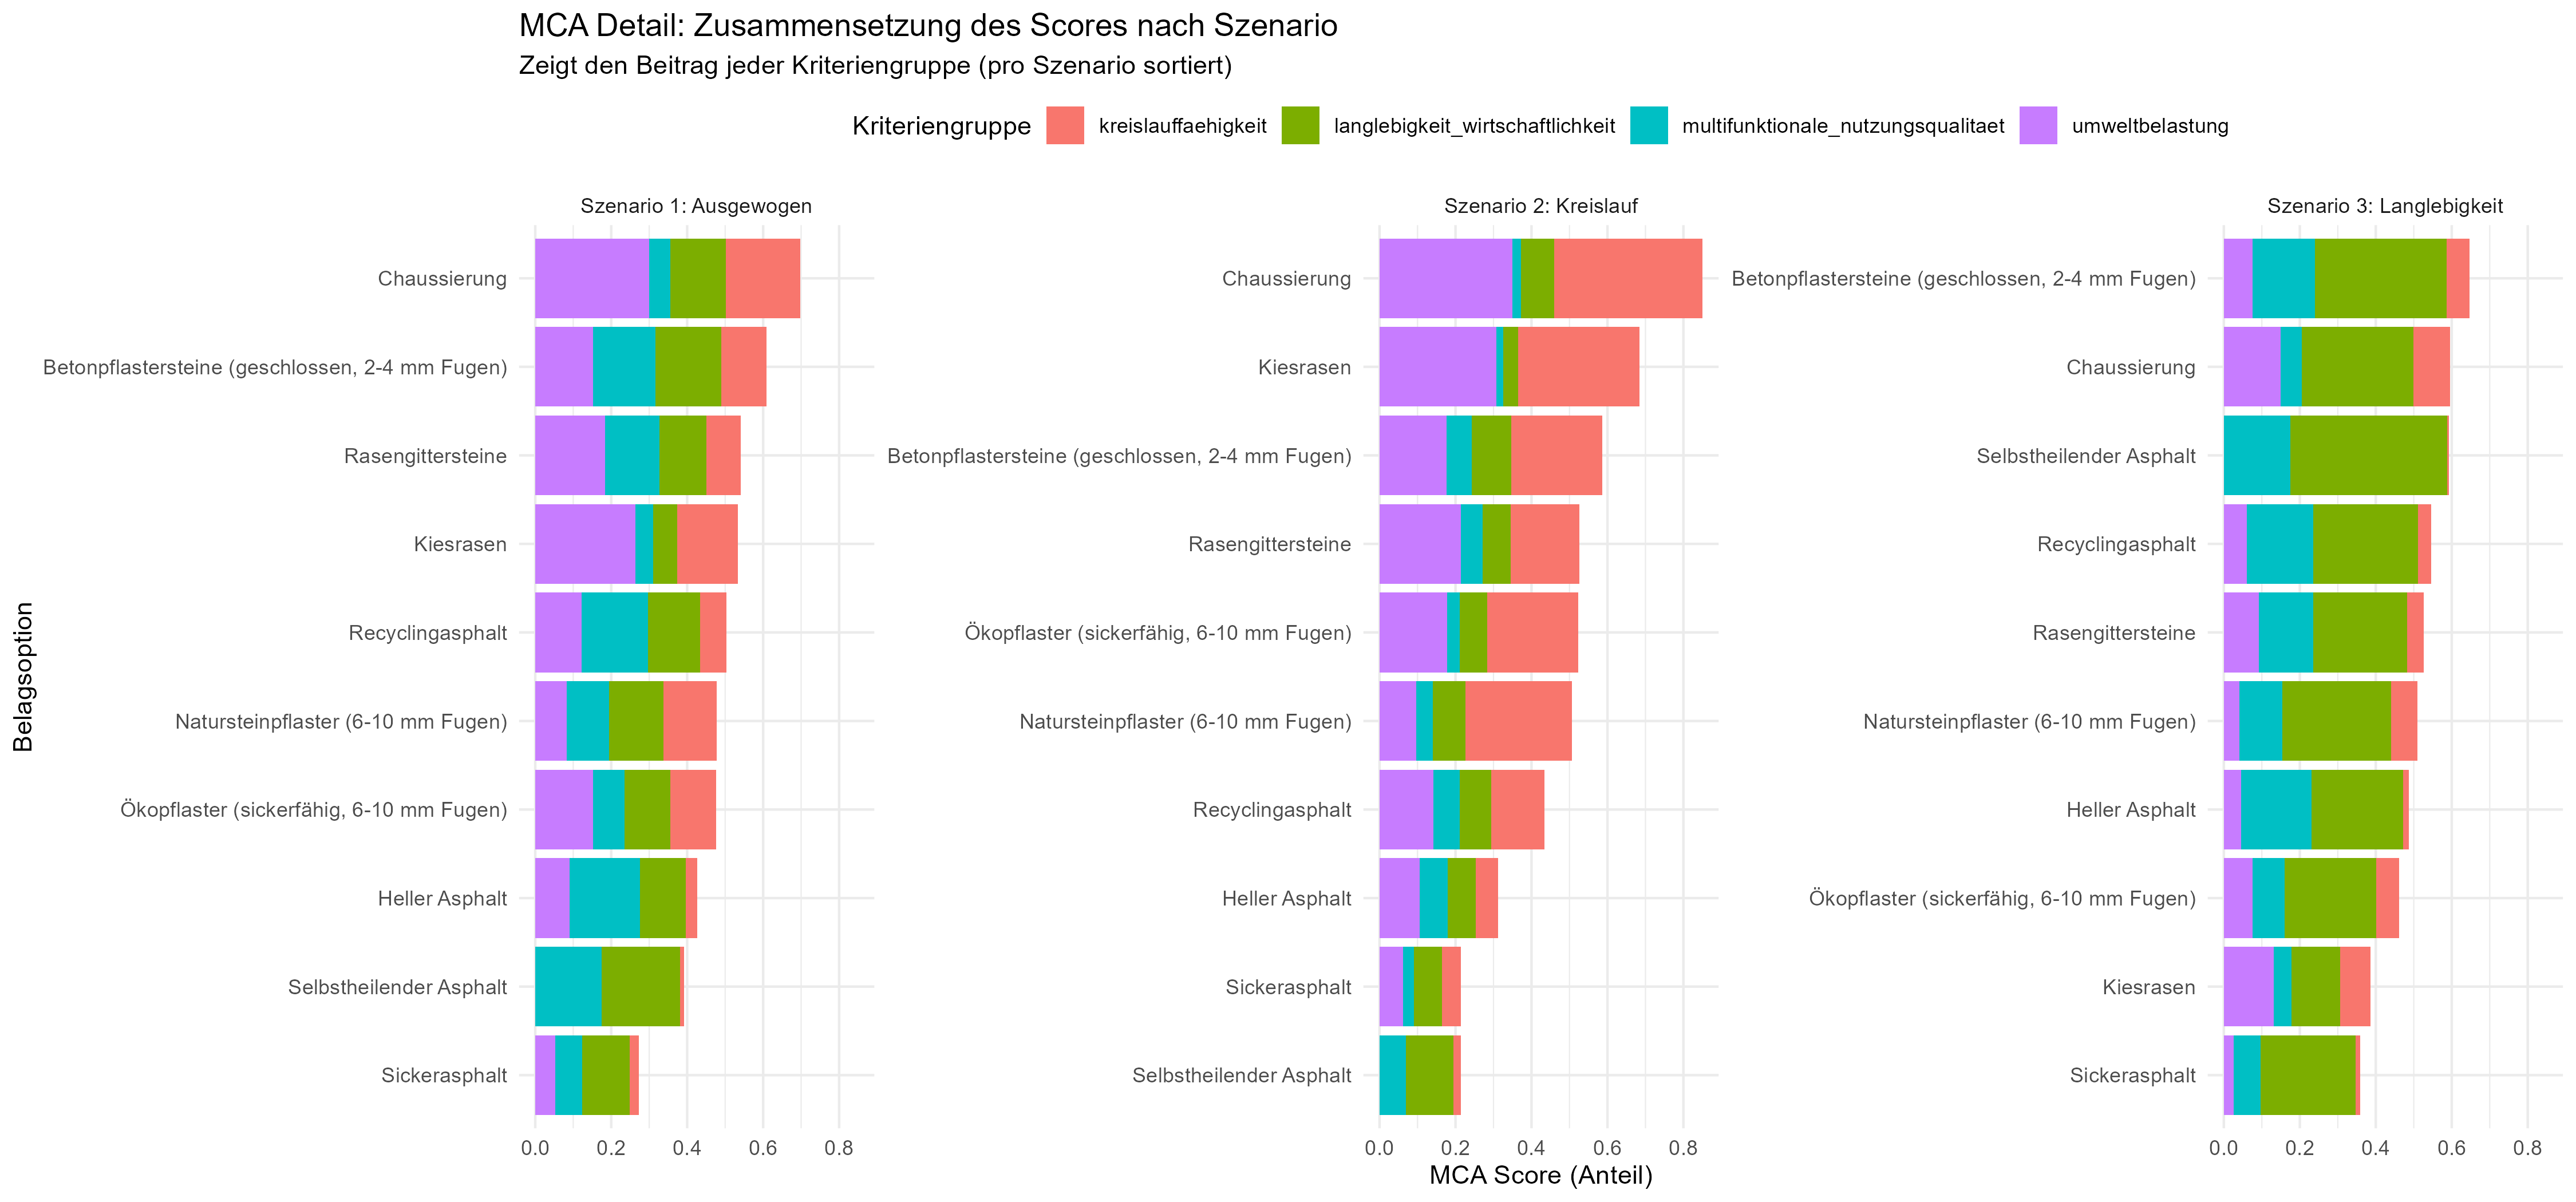 MCA Detail: Zusammensetzung des Scores nach Szenario
Zeigt den Beitrag jeder Kriteriengruppe (pro Szenario sortiert)
Kriteriengruppe kreislauffaehigkeit langlebigkeit_wirtschaftlichkeit multifunktionale_nutzungsqualitaet umweltbelastung
Belagsoption
Szenario 1: Ausgewogen
Chaussierung
Betonpflastersteine (geschlossen, 2-4 mm Fugen)
Rasengittersteine
Kiesrasen
Recyclingasphalt
Natursteinpflaster (6-10 mm Fugen)
Ökopflaster (sickerfähig, 6-10 mm Fugen)
Heller Asphalt
Selbstheilender Asphalt
Sickerasphalt
0.0 0.2 0.4 0.6 0.8
Szenario 2: Kreislauf
Chaussierung
Kiesrasen
Betonpflastersteine (geschlossen, 2-4 mm Fugen)
Rasengittersteine
Ökopflaster (sickerfähig, 6-10 mm Fugen)
Natursteinpflaster (6-10 mm Fugen)
Recyclingasphalt
Heller Asphalt
Sickerasphalt
Selbstheilender Asphalt
0.0 0.2 0.4 0.6 0.8
Szenario 3: Langlebigkeit
Betonpflastersteine (geschlossen, 2-4 mm Fugen)
Chaussierung
Selbstheilender Asphalt
Recyclingasphalt
Rasengittersteine
Natursteinpflaster (6-10 mm Fugen)
Heller Asphalt
Ökopflaster (sickerfähig, 6-10 mm Fugen)
Kiesrasen
Sickerasphalt
0.0 0.2 0.4 0.6 0.8
MCA Score (Anteil)